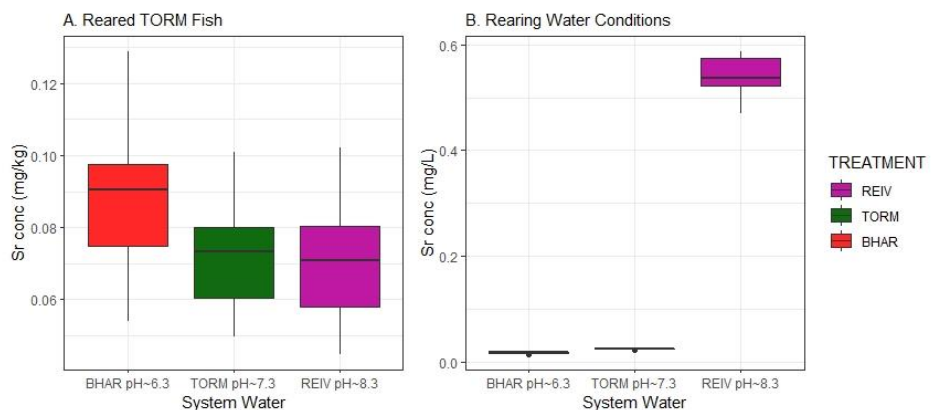 A. Reared TORM Fish
Sr conc (mg/kg)
0.12
0.10
0.08
0.06
BHAR pH~6.3 TORM pH~7.3 REIV pH~8.3
System Water
B. Rearing Water Conditions
Sr conc (mg/L)
0.6
0.4
0.2
0.0
BHAR pH~6.3 TORM pH~7.3 REIV pH~8.3
System Water
TREATMENT
REIV
TORM
BHAR